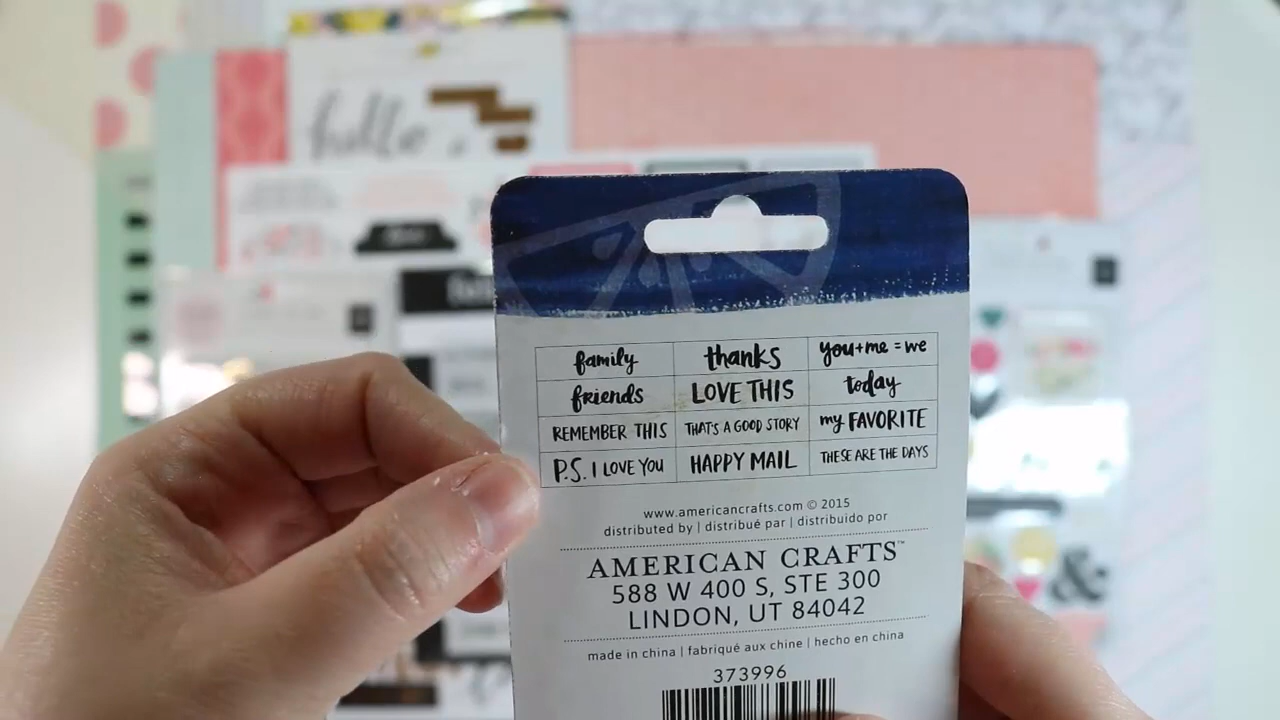 hello
family thanks you+me = we
friends LOVE THIS today
REMEMBER THIS THAT'S A GOOD STORY my FAVORITE
P.S. I LOVE YOU HAPPY MAIL THESE ARE THE DAYS
www.americancrafts.com © 2015
distributed by | distribué par | distribuido por
AMERICAN CRAFTS™
588 W 400 S, STE 300
LINDON, UT 84042
made in china | fabriqué aux chine | hecho en china
373996
&